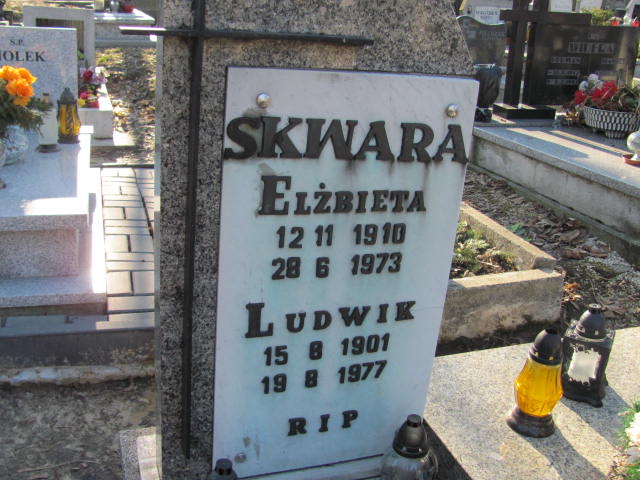 SKWARA
ELŻBIETA
12 11 1910
28 6 1973
LUDWIK
15 8 1901
19 8 1977
RIP
Ś.P.